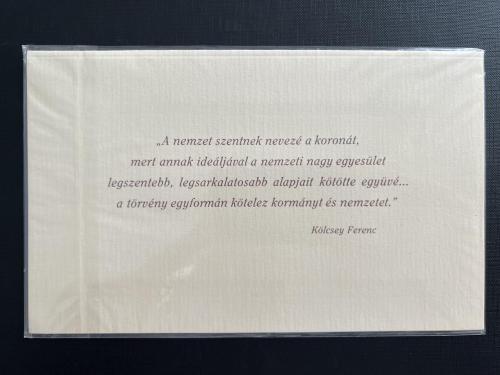 „A nemzet szentnek nevezé a koronát,
mert annak ideáljával a nemzeti nagy egyesület
legszentebb, legsarkalatosabb alapjait kötötte együvé...
a törvény egyformán kötelez kormányt és nemzetet.”
Kölcsey Ferenc